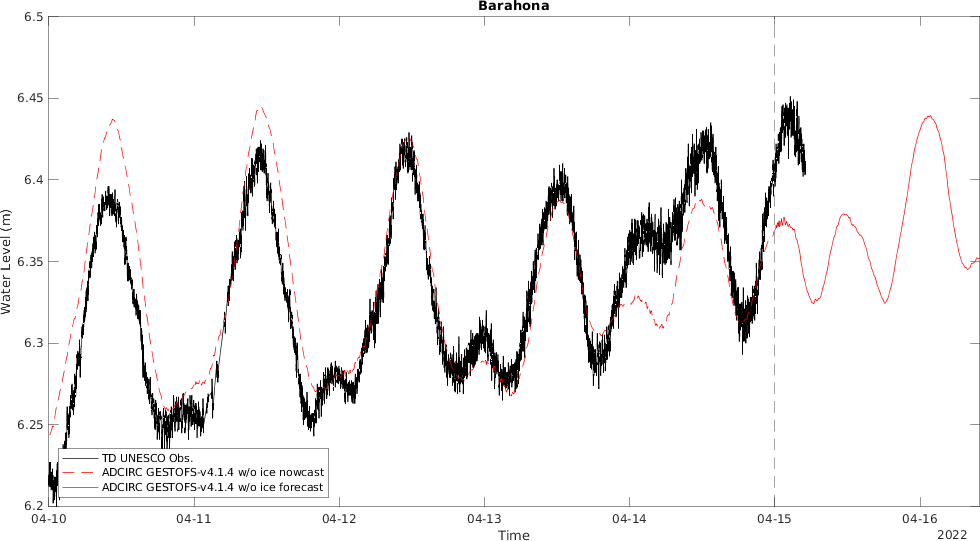 Barahona
6.5
6.45
6.4
6.35
6.3
6.25
6.2
Water Level (m)
TD UNESCO Obs.
ADCIRC GESTOFS-v4.1.4 w/o ice nowcast
ADCIRC GESTOFS-v4.1.4 w/o ice forecast
04-10 04-11 04-12 04-13 04-14 04-15 04-16
Time
2022